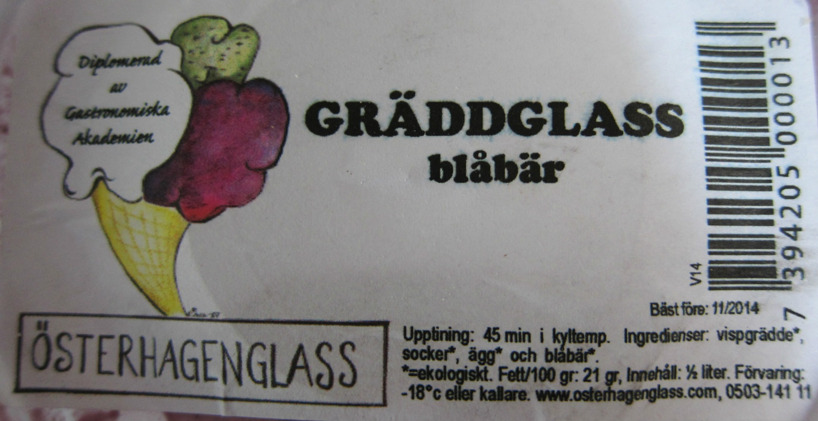 Diplomerad
av
Gastronomiska
Akademien
GRÄDDGLASS
blåbär
7 394205 000013
V14
Bäst före: 11/2014
ÖSTERHAGENGLASS
Upptining: 45 min i kyltemp. Ingredienser: vispgrädde*,
socker*, ägg* och blåbär*.
*=ekologiskt. Fett/100 gr: 21 gr, Innehåll: ½ liter. Förvaring:
-18°c eller kallare. www.osterhagenglass.com, 0503-141 11